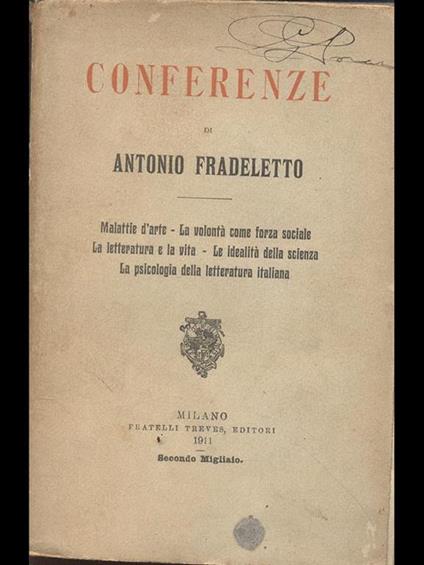 CONFERENZE
DI
ANTONIO FRADELETTO
Malattie d'arte - La volontà come forza sociale
La letteratura e la vita - Le idealità della scienza
La psicologia della letteratura italiana
MILANO
FRATELLI TREVES, EDITORI
1911
Secondo Migliaio.